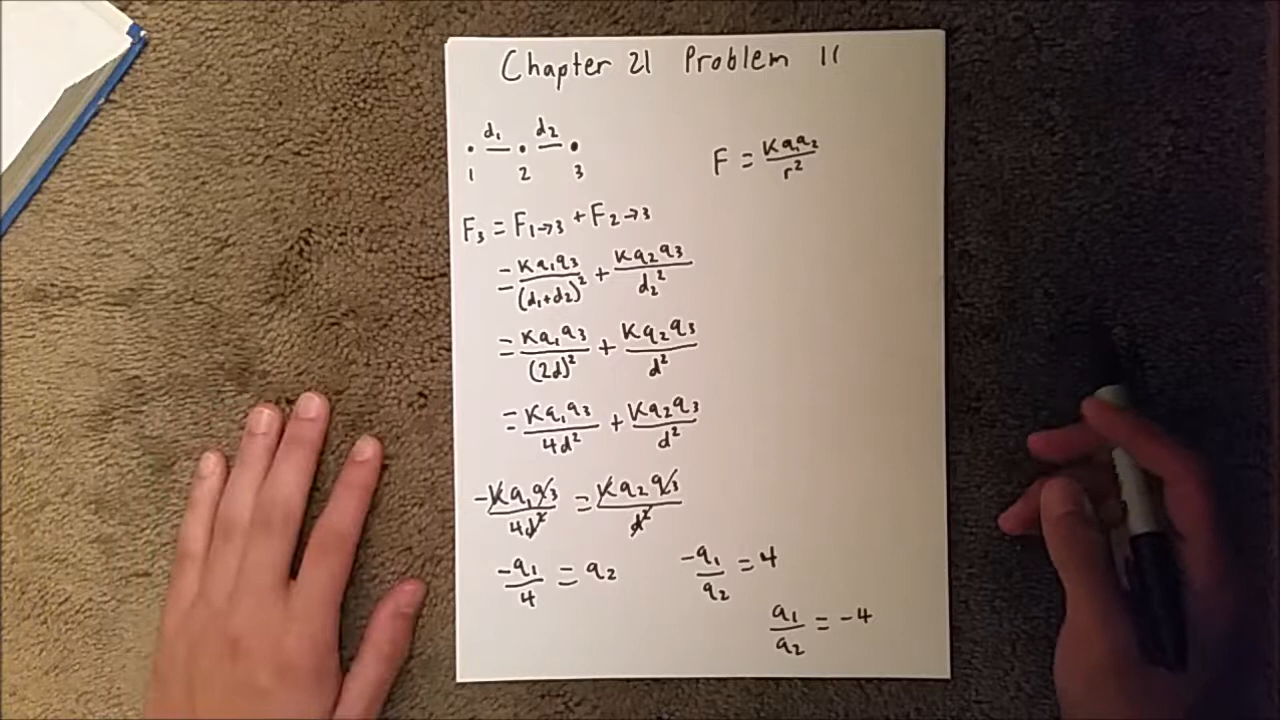 Chapter 21 Problem 11
d₁ d₂
1 2 3
F = Kq₁q₂/r²
F₃ = F₁→₃ + F₂→₃
= Kq₁q₃/(d₁+d₂)² + Kq₂q₃/d₂²
= Kq₁q₃/(2d)² + Kq₂q₃/d²
= Kq₁q₃/4d² + Kq₂q₃/d²
-Kq₁q₃/4d² = Kq₂q₃/d²
-q₁/4 = q₂ -q₁/q₂ = 4
q₁/q₂ = -4